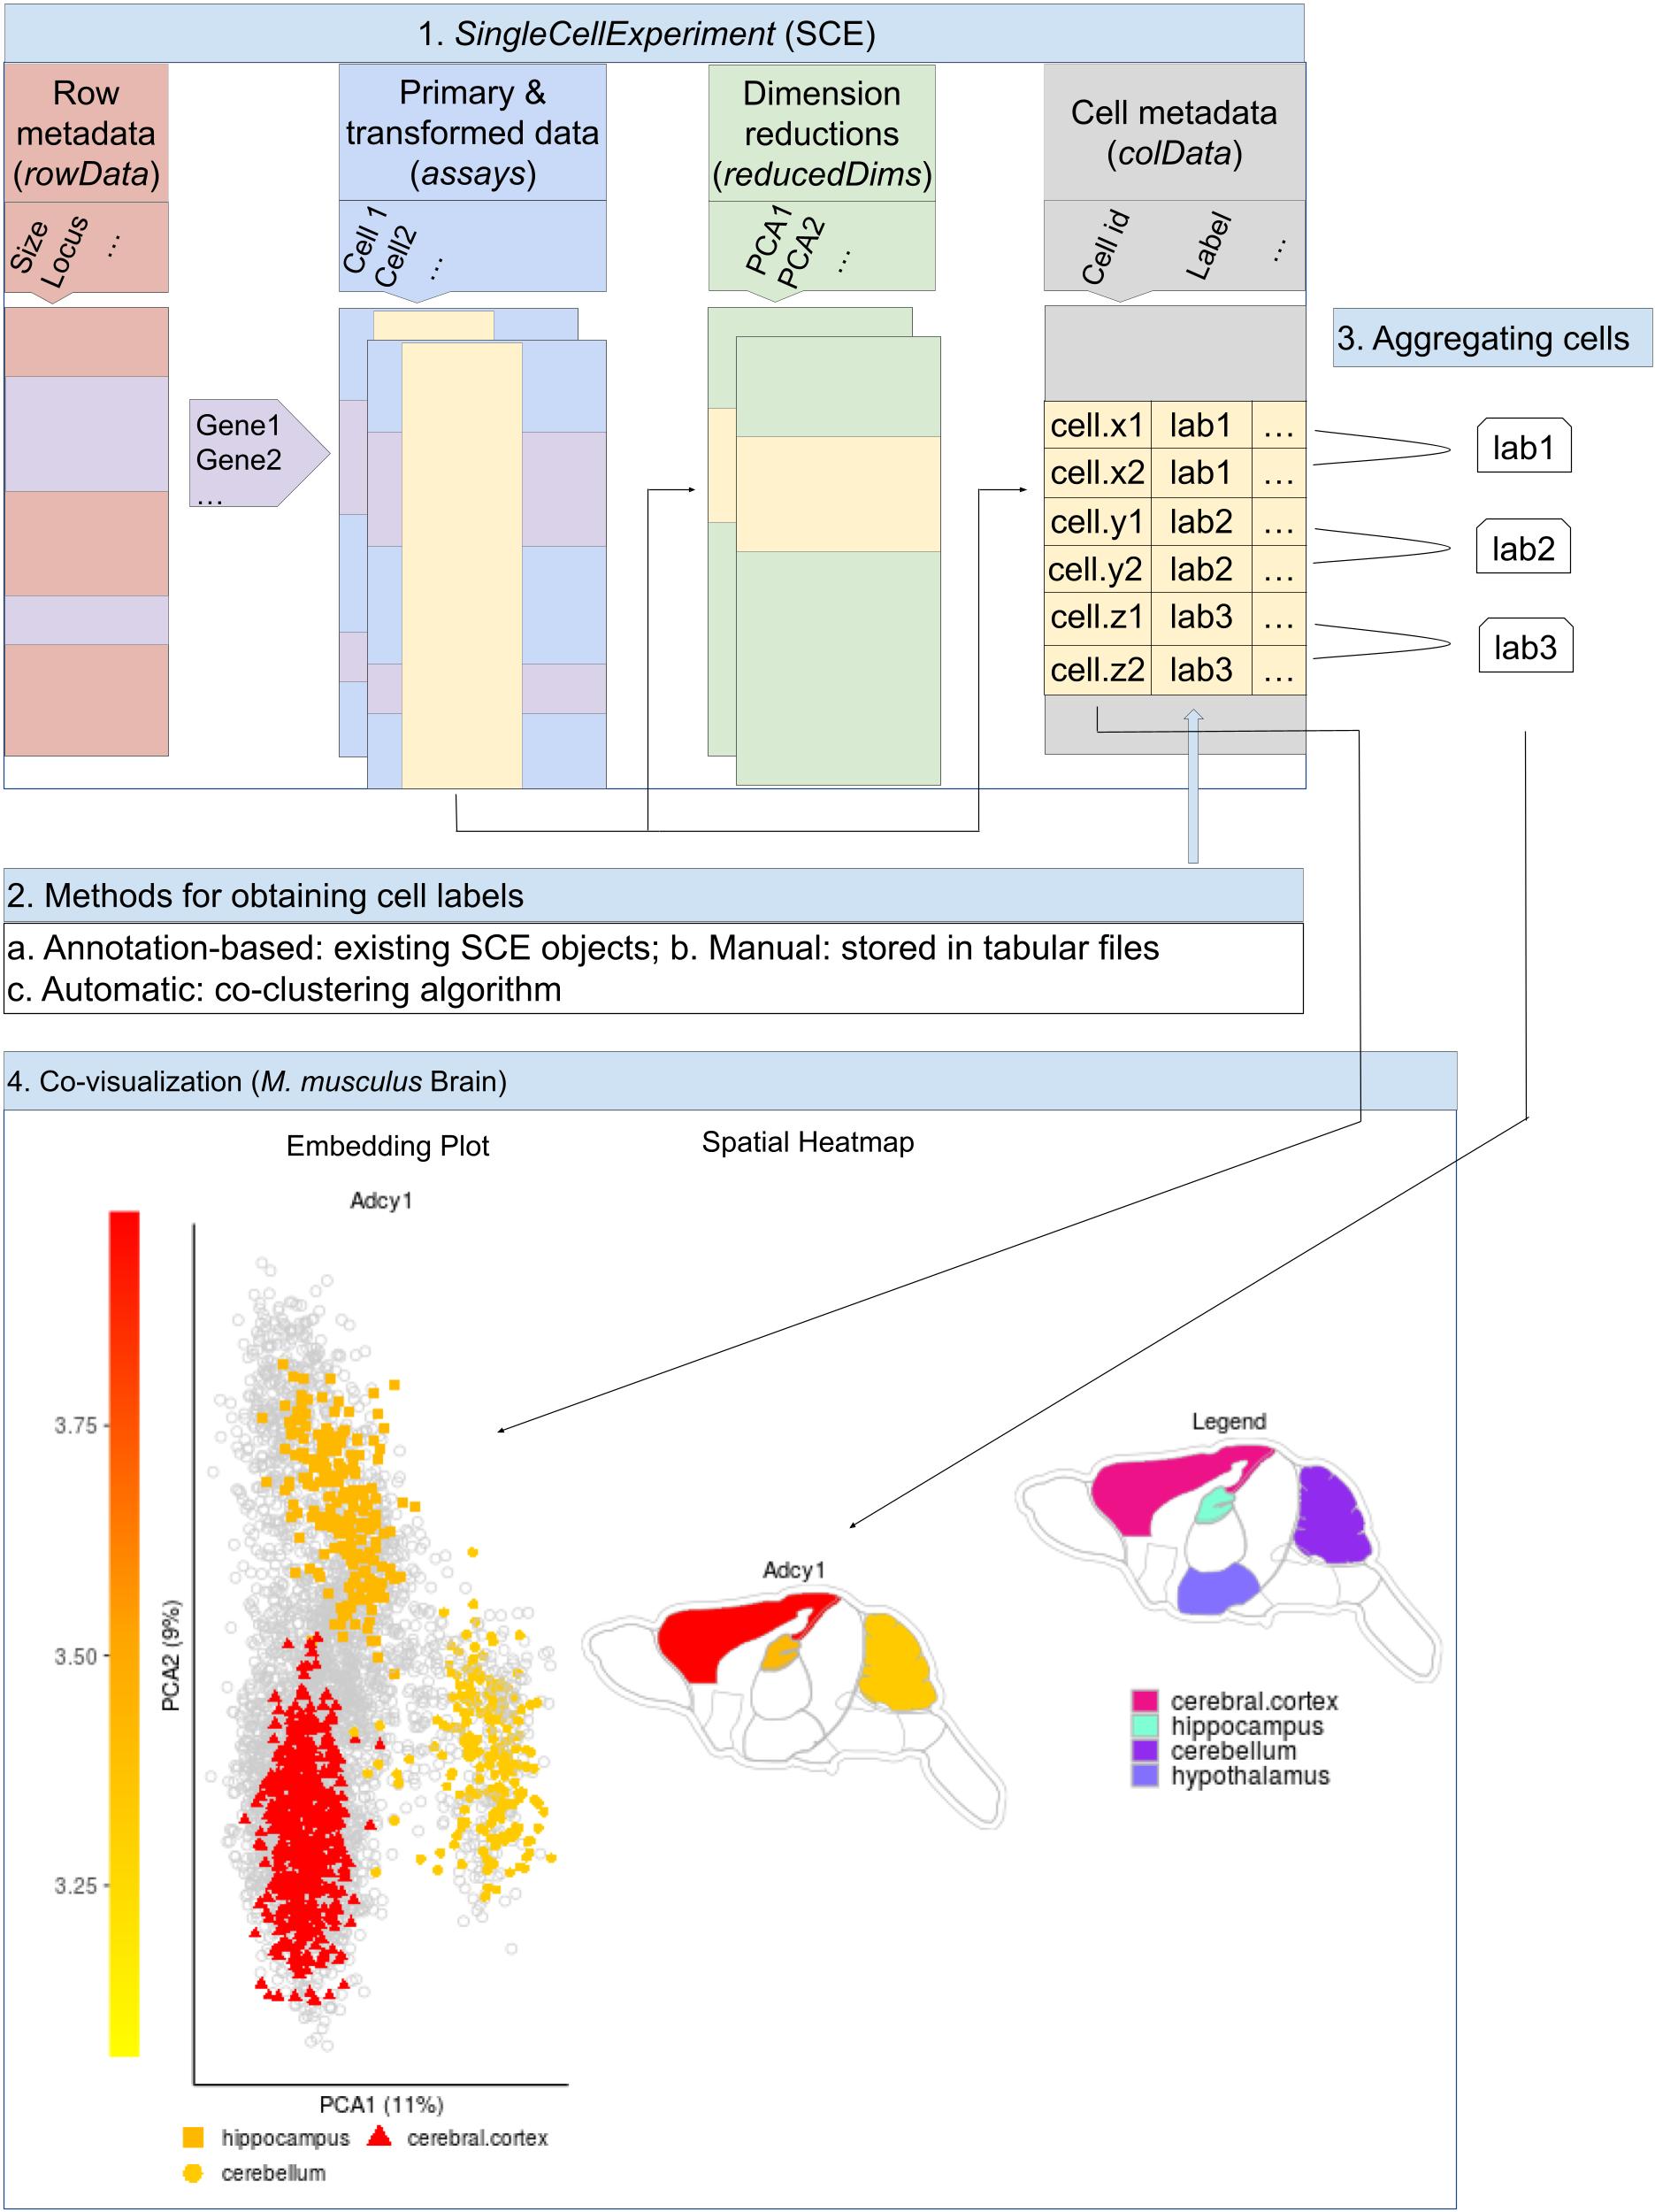 1. SingleCellExperiment (SCE)
Row
metadata
(rowData)
Size
Locus
...
Primary &
transformed data
(assays)
Cell 1
Cell2
...
Dimension
reductions
(reducedDims)
PCA1
PCA2
...
Cell metadata
(colData)
Cell id
Label
...
3. Aggregating cells
Gene1
Gene2
...
cell.x1 lab1 ...
cell.x2 lab1 ...
cell.y1 lab2 ...
cell.y2 lab2 ...
cell.z1 lab3 ...
cell.z2 lab3 ...
lab1
lab2
lab3
2. Methods for obtaining cell labels
a. Annotation-based: existing SCE objects; b. Manual: stored in tabular files
c. Automatic: co-clustering algorithm
4. Co-visualization (M. musculus Brain)
Embedding Plot
Spatial Heatmap
Adcy1
3.75
3.50
3.25
PCA2 (9%)
PCA1 (11%)
hippocampus cerebral.cortex
cerebellum
Adcy1
Legend
cerebral.cortex
hippocampus
cerebellum
hypothalamus